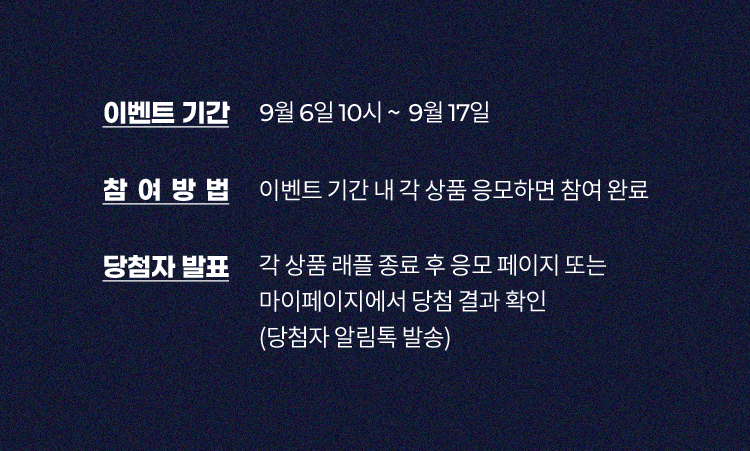 이벤트 기간 9월 6일 10시 ~ 9월 17일
참 여 방 법 이벤트 기간 내 각 상품 응모하면 참여 완료
당첨자 발표 각 상품 래플 종료 후 응모 페이지 또는
마이페이지에서 당첨 결과 확인
(당첨자 알림톡 발송)